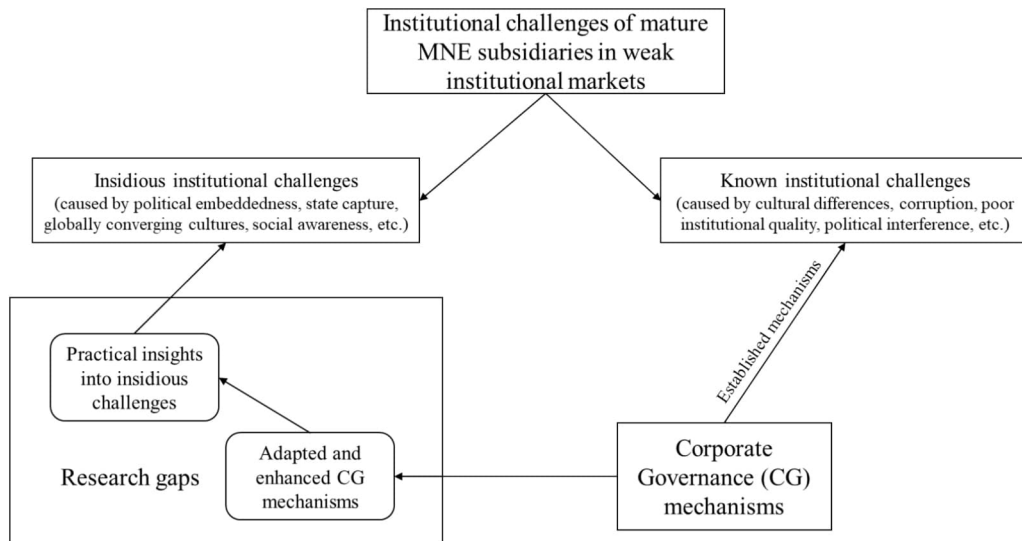 Institutional challenges of mature
MNE subsidiaries in weak
institutional markets
Insidious institutional challenges
(caused by political embeddedness, state capture,
globally converging cultures, social awareness, etc.)
Known institutional challenges
(caused by cultural differences, corruption, poor
institutional quality, political interference, etc.)
Established mechanisms
Practical insights
into insidious
challenges
Adapted and
enhanced CG
mechanisms
Research gaps
Corporate
Governance (CG)
mechanisms